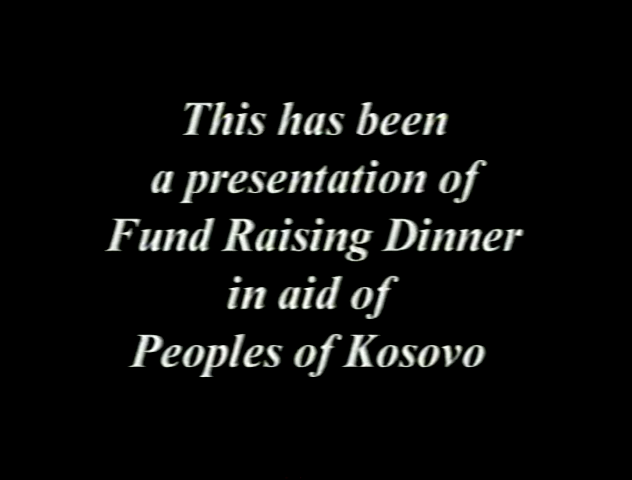 This has been
a presentation of
Fund Raising Dinner
in aid of
Peoples of Kosovo